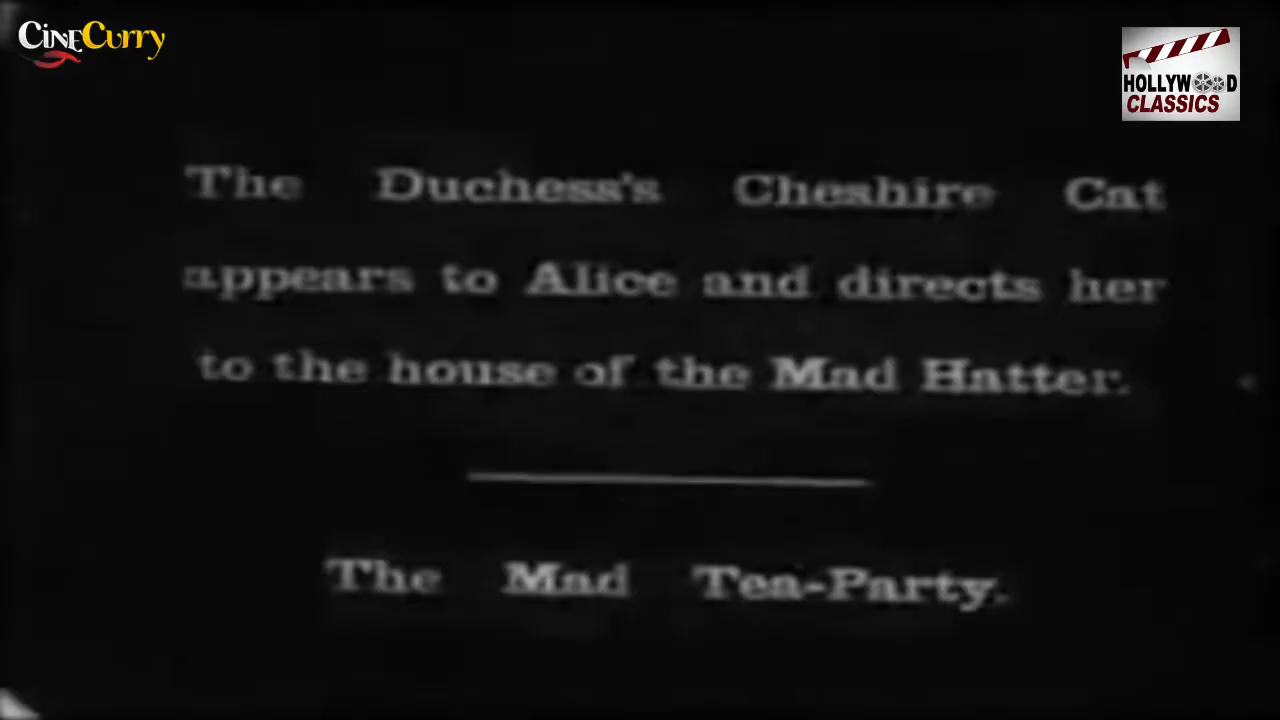 CineCurry
HOLLYWOOD
CLASSICS
The Duchess's Cheshire Cat
appears to Alice and directs her
to the house of the Mad Hatter.
The Mad Tea-Party.